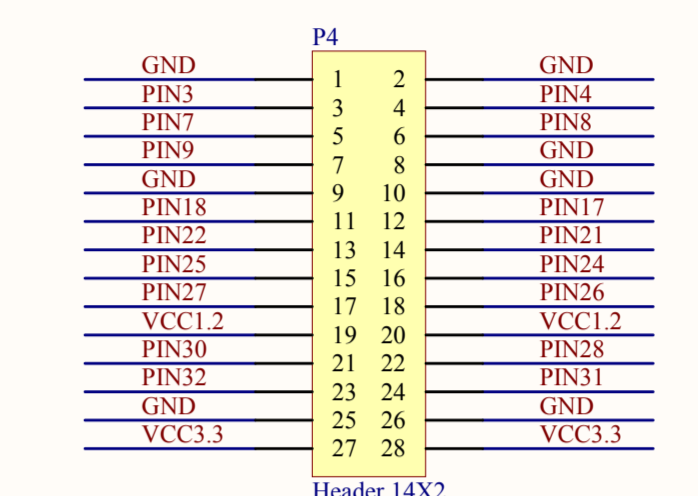 P4
GND 1 2 GND
PIN3 3 4 PIN4
PIN7 5 6 PIN8
PIN9 7 8 GND
GND 9 10 GND
PIN18 11 12 PIN17
PIN22 13 14 PIN21
PIN25 15 16 PIN24
PIN27 17 18 PIN26
VCC1.2 19 20 VCC1.2
PIN30 21 22 PIN28
PIN32 23 24 PIN31
GND 25 26 GND
VCC3.3 27 28 VCC3.3
Header 14X2